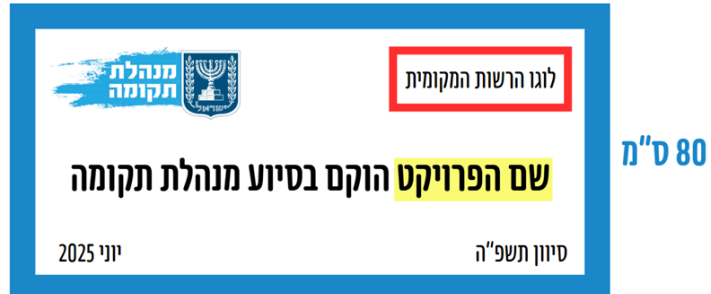 לוגו הרשות המקומית
מנהלת
תקומה
שם הפרויקט הוקם בסיוע מנהלת תקומה
סיוון תשפ"ה
יוני 2025
80 ס"מ